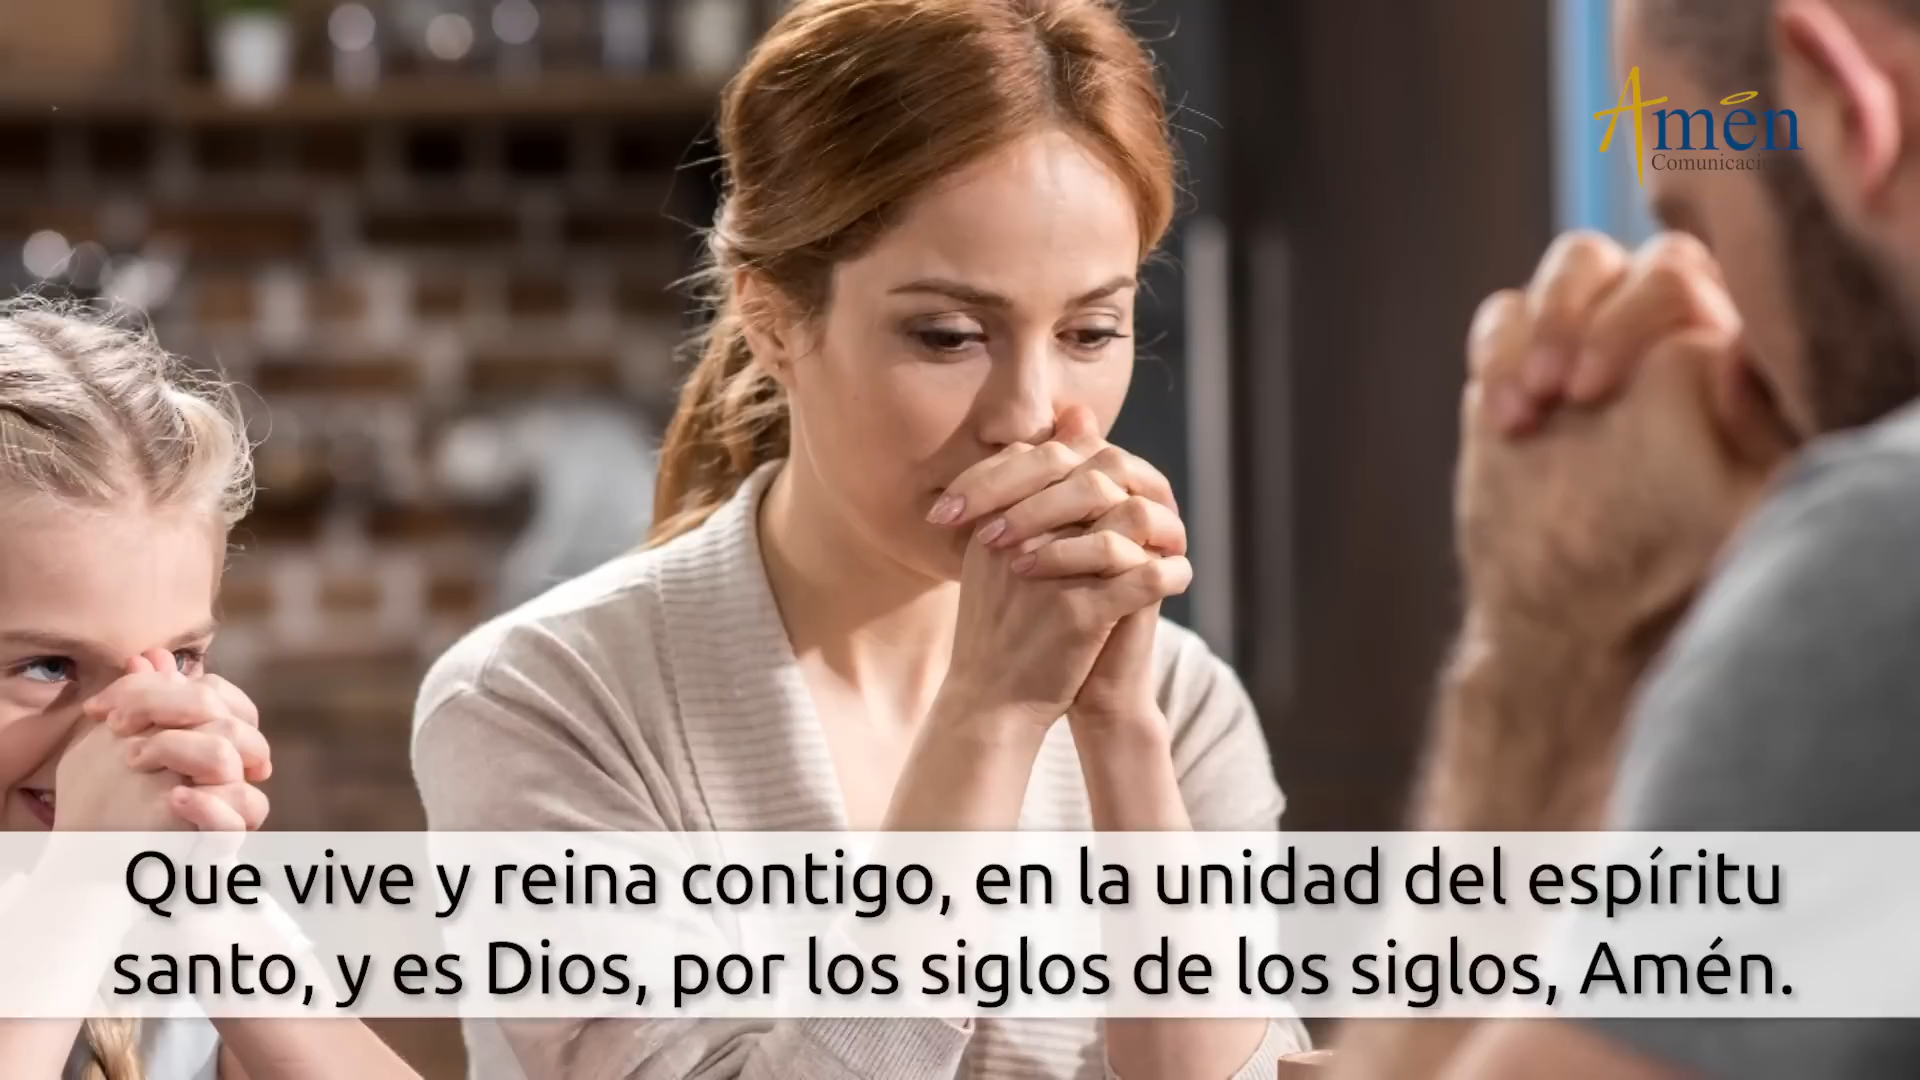 Amén
Que vive y reina contigo, en la unidad del espíritu
santo, y es Dios, por los siglos de los siglos, Amén.